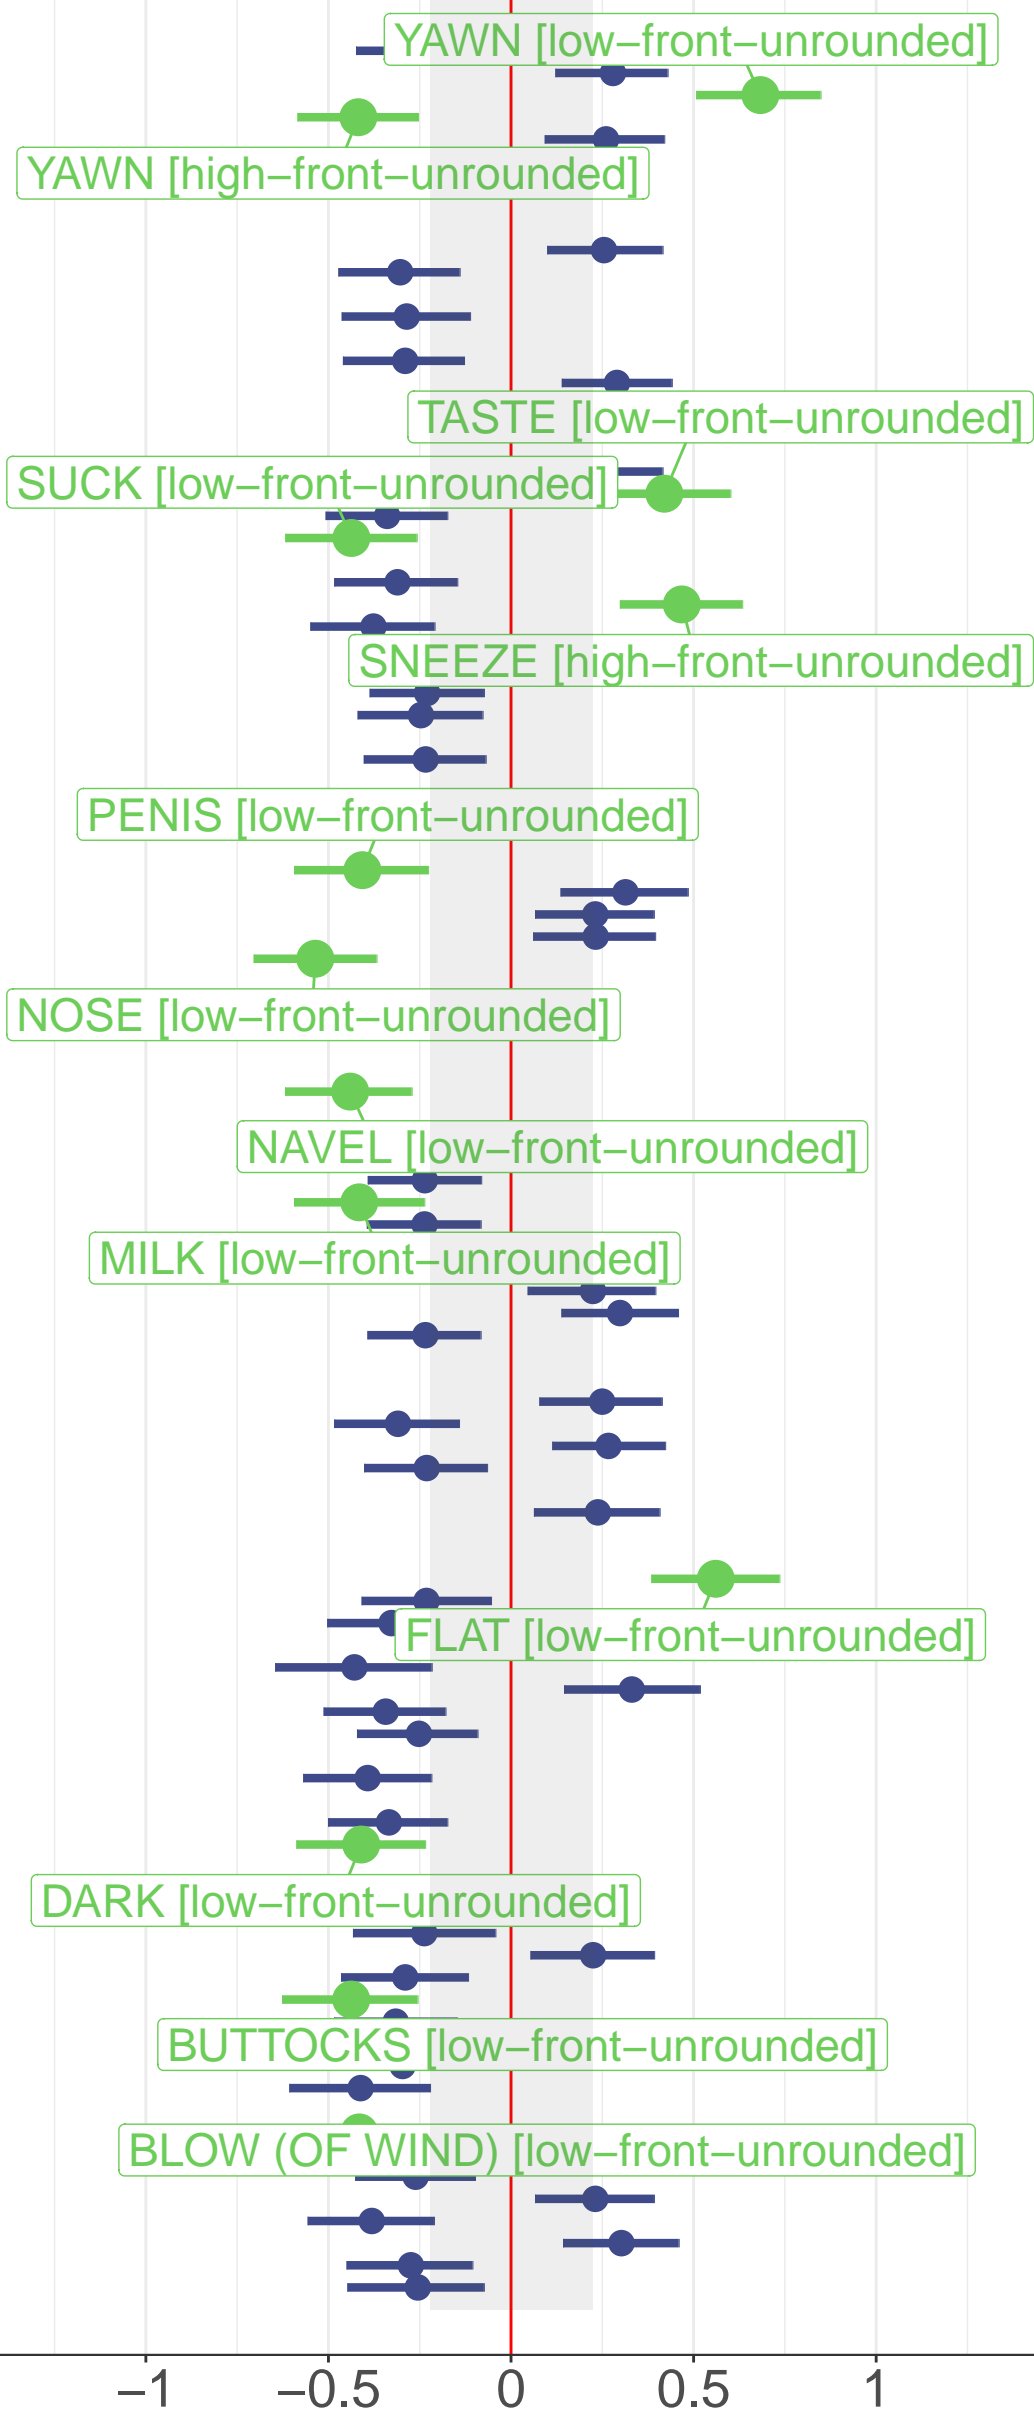 YAWN [low–front–unrounded]
YAWN [high–front–unrounded]
TASTE [low–front–unrounded]
SUCK [low–front–unrounded]
SNEEZE [high–front–unrounded]
PENIS [low–front–unrounded]
NOSE [low–front–unrounded]
NAVEL [low–front–unrounded]
MILK [low–front–unrounded]
FLAT [low–front–unrounded]
DARK [low–front–unrounded]
BUTTOCKS [low–front–unrounded]
BLOW (OF WIND) [low–front–unrounded]
−1 −0.5 0 0.5 1